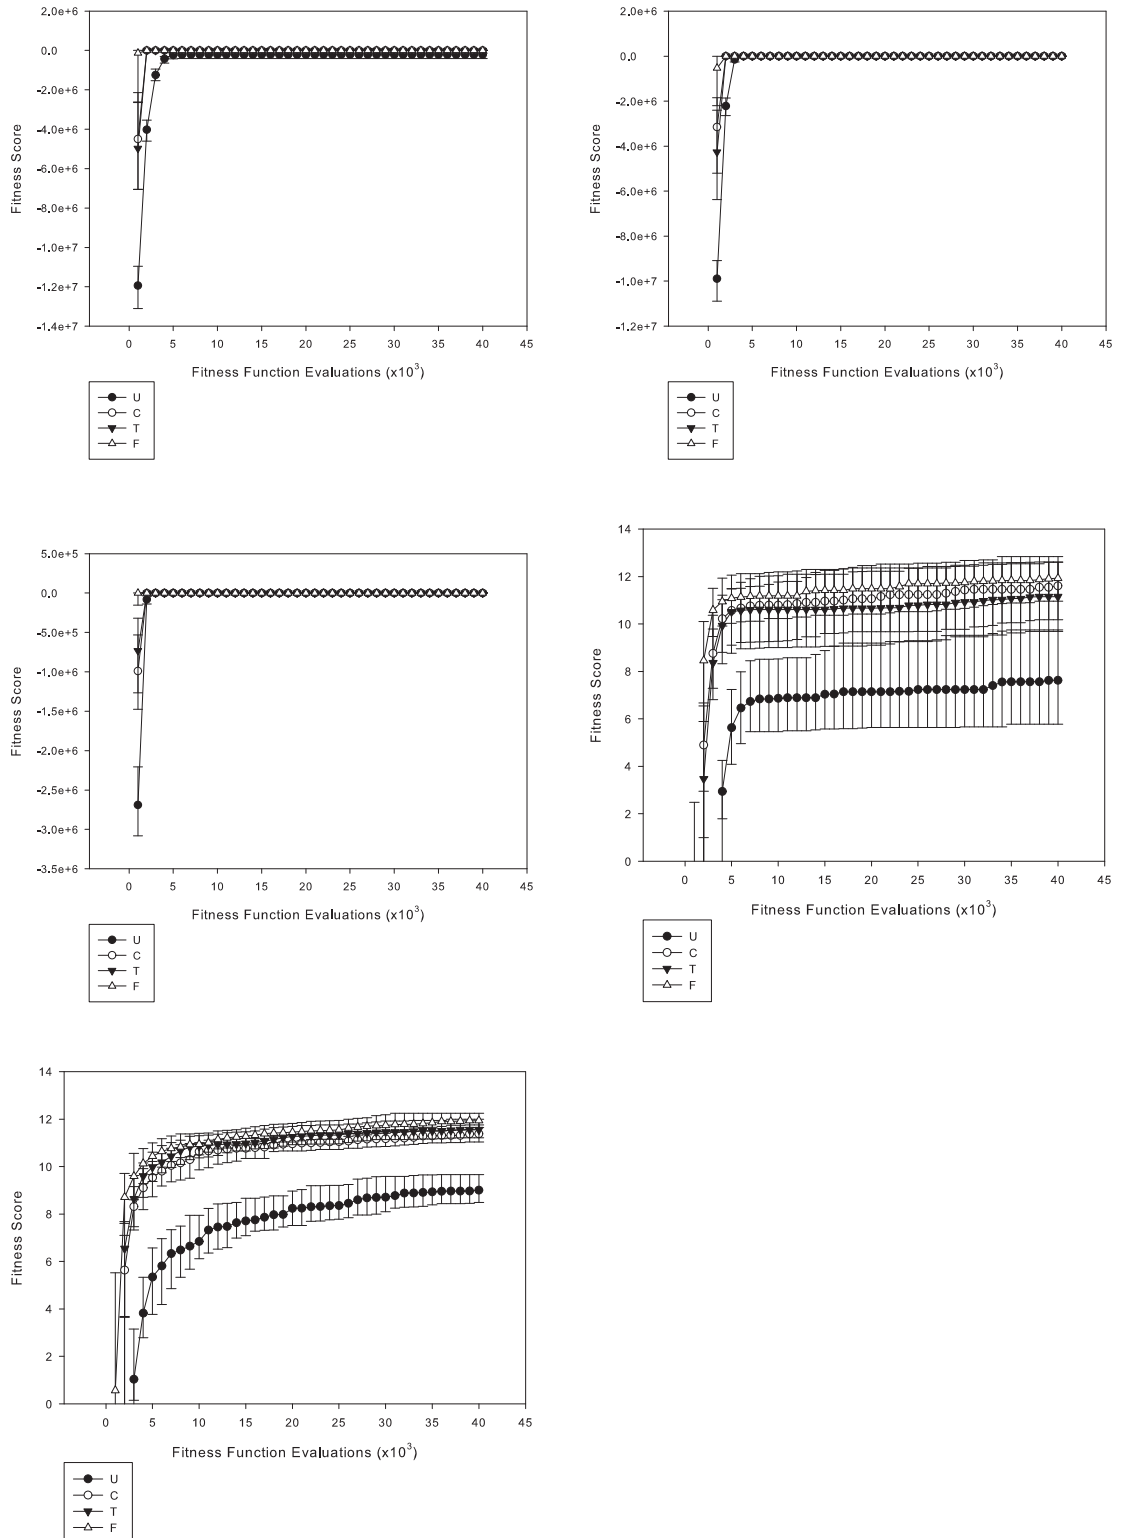 2.0e+6
0.0
-2.0e+6
-4.0e+6
-6.0e+6
-8.0e+6
-1.0e+7
-1.2e+7
-1.4e+7
Fitness Score
0 5 10 15 20 25 30 35 40 45
Fitness Function Evaluations (x10³)
U
C
T
F
2.0e+6
0.0
-2.0e+6
-4.0e+6
-6.0e+6
-8.0e+6
-1.0e+7
-1.2e+7
Fitness Score
0 5 10 15 20 25 30 35 40 45
Fitness Function Evaluations (x10³)
U
C
T
F
5.0e+5
0.0
-5.0e+5
-1.0e+6
-1.5e+6
-2.0e+6
-2.5e+6
-3.0e+6
-3.5e+6
Fitness Score
0 5 10 15 20 25 30 35 40 45
Fitness Function Evaluations (x10³)
U
C
T
F
14
12
10
8
6
4
2
0
Fitness Score
0 5 10 15 20 25 30 35 40 45
Fitness Function Evaluations (x10³)
U
C
T
F
14
12
10
8
6
4
2
0
Fitness Score
0 5 10 15 20 25 30 35 40 45
Fitness Function Evaluations (x10³)
U
C
T
F